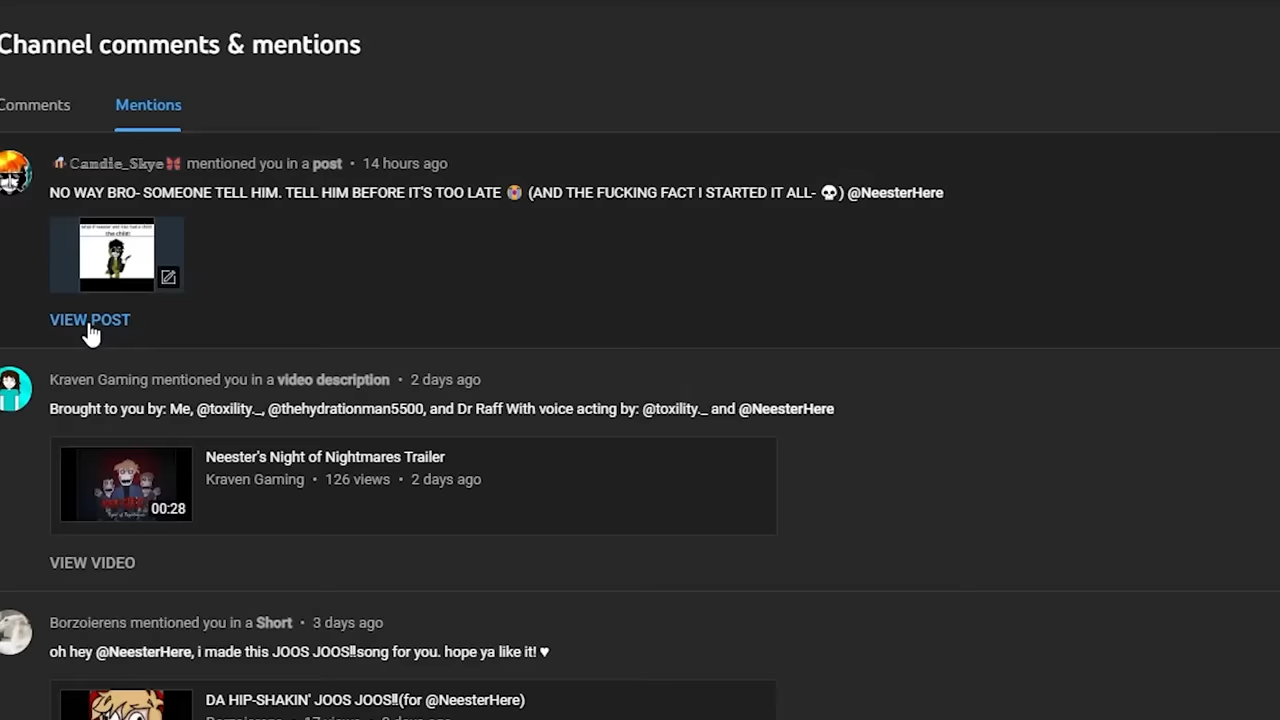 Channel comments & mentions
Comments Mentions
Candie_Skye mentioned you in a post • 14 hours ago
NO WAY BRO- SOMEONE TELL HIM. TELL HIM BEFORE IT'S TOO LATE (AND THE FUCKING FACT I STARTED IT ALL- 💀) @NeesterHere
the child:
VIEW POST
Kraven Gaming mentioned you in a video description • 2 days ago
Brought to you by: Me, @toxility._, @thehydrationman5500, and Dr Raff With voice acting by: @toxility._ and @NeesterHere
Neester's Night of Nightmares Trailer
Kraven Gaming • 126 views • 2 days ago
00:28
VIEW VIDEO
Borzoierens mentioned you in a Short • 3 days ago
oh hey @NeesterHere, i made this JOOS JOOS!!song for you. hope ya like it! ♥
DA HIP-SHAKIN' JOOS JOOS!!(for @NeesterHere)